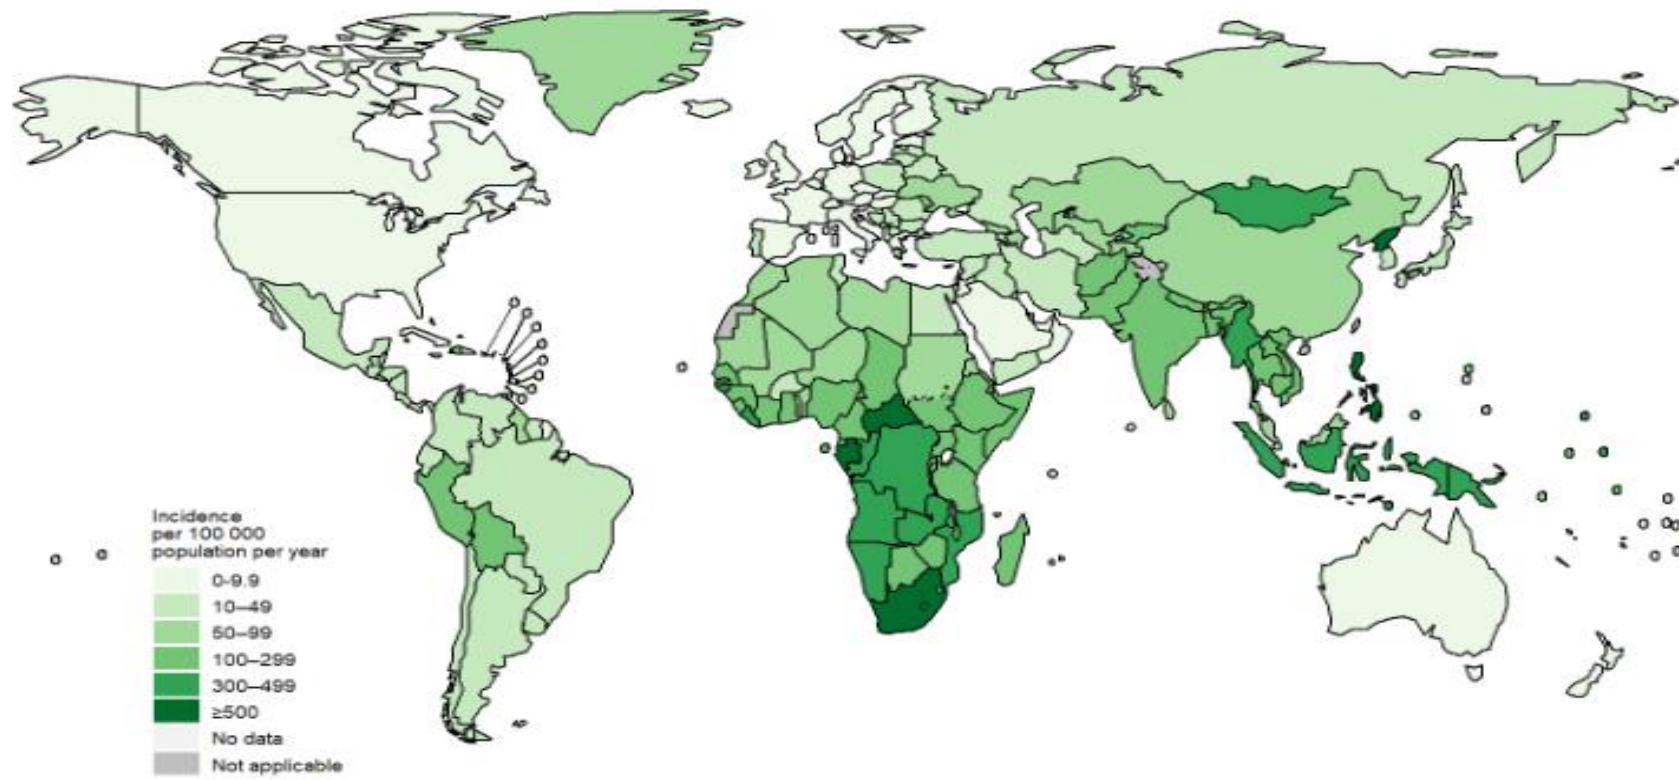 Incidence
per 100 000
population per year
0-9.9
10–49
50–99
100–299
300–499
≥500
No data
Not applicable